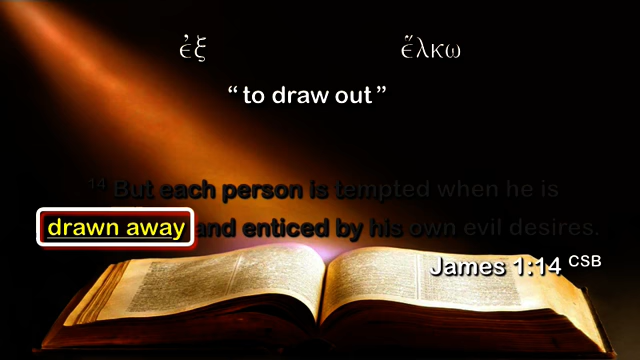 ἐξ ἕλκω
“to draw out”
14 But each person is tempted when he is
drawn away and enticed by his own evil desires.
James 1:14 CSB